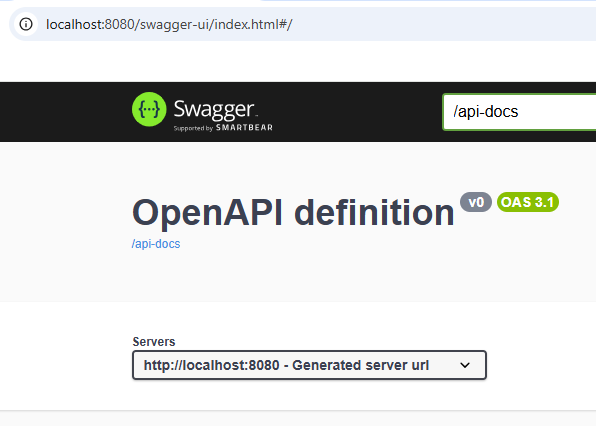 localhost:8080/swagger-ui/index.html#/
Swagger
Supported by SMARTBEAR
/api-docs
OpenAPI definition v0 OAS 3.1
/api-docs
Servers
http://localhost:8080 - Generated server url